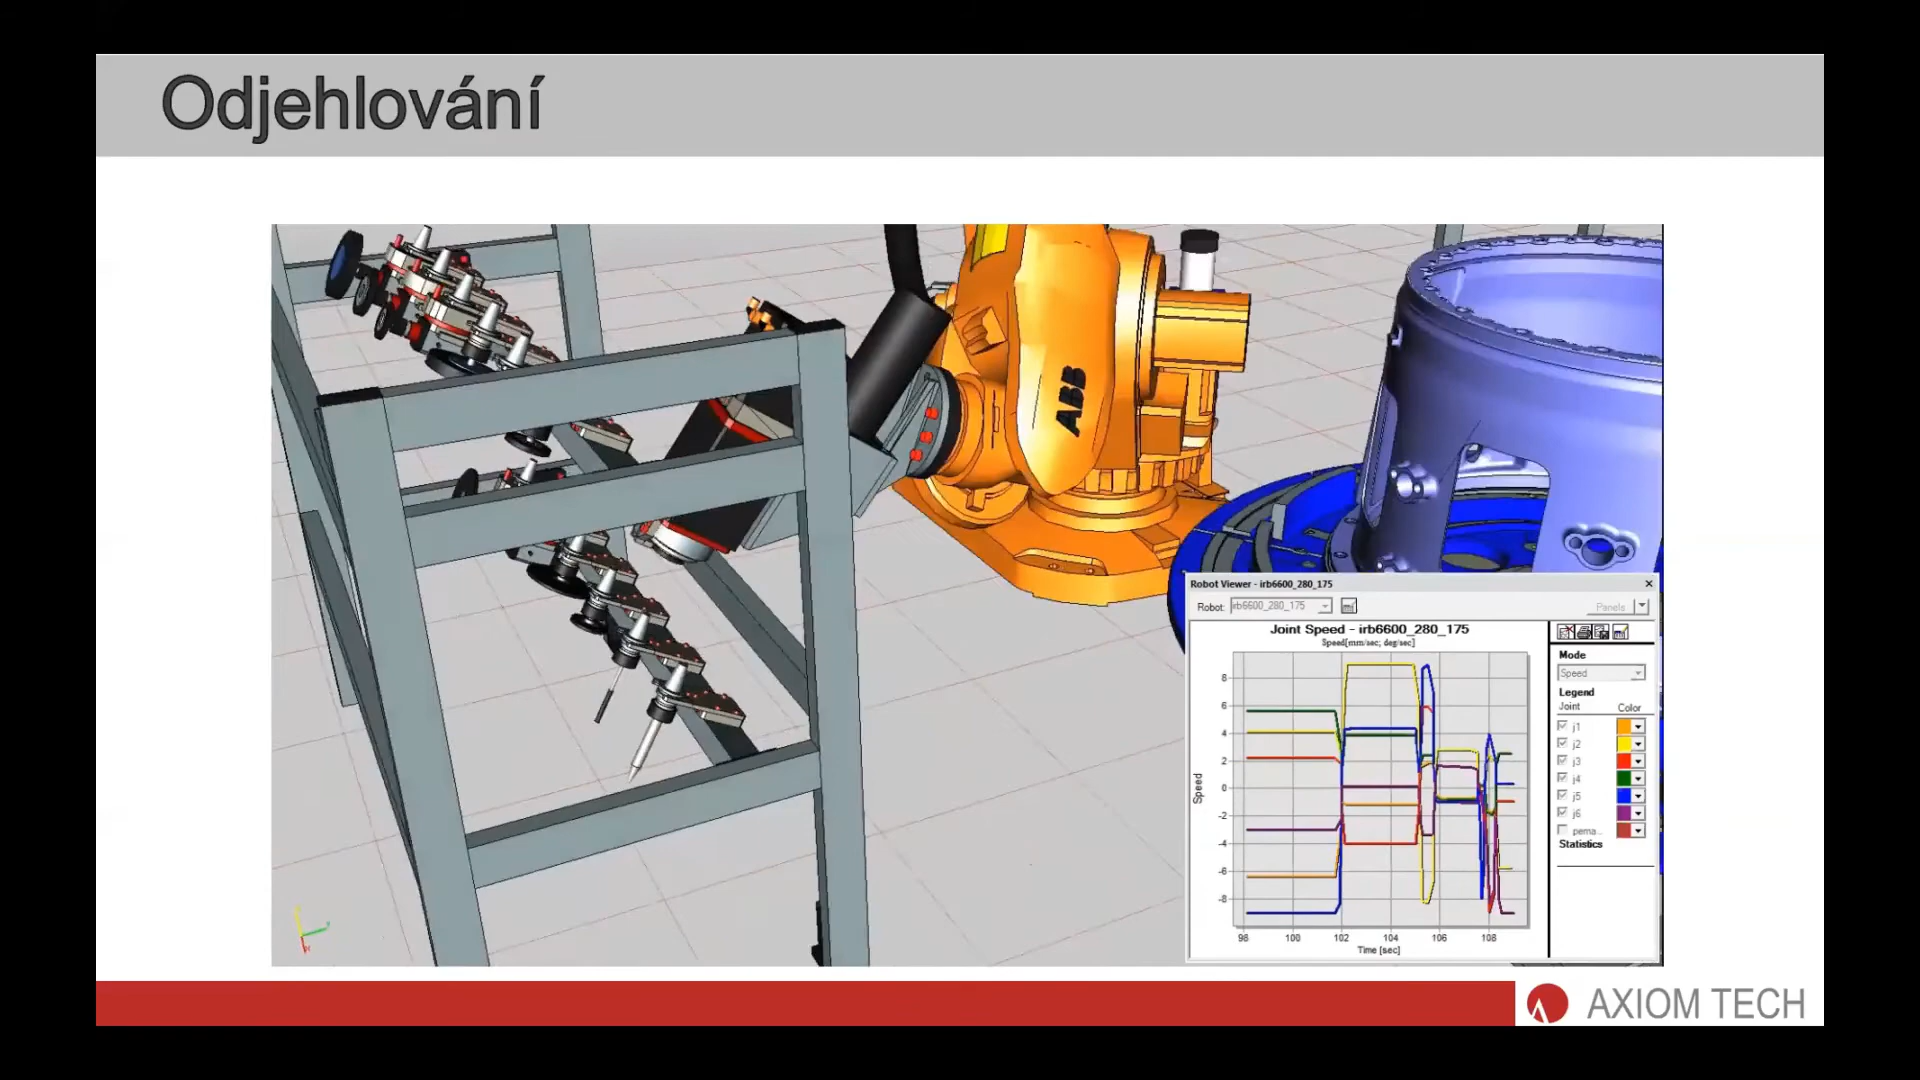 Odjehlování
ABB
Robot Viewer - irb6600_280_175
Robot: irb6600_280_175
Panels
Joint Speed - irb6600_280_175
Speed[mm/sec; deg/sec]
8
6
4
2
0
-2
-4
-6
-8
Speed
98 100 102 104 106 108
Time [sec]
Mode
Speed
Legend
Joint Color
j1
j2
j3
j4
j5
j6
pema...
Statistics
AXIOM TECH